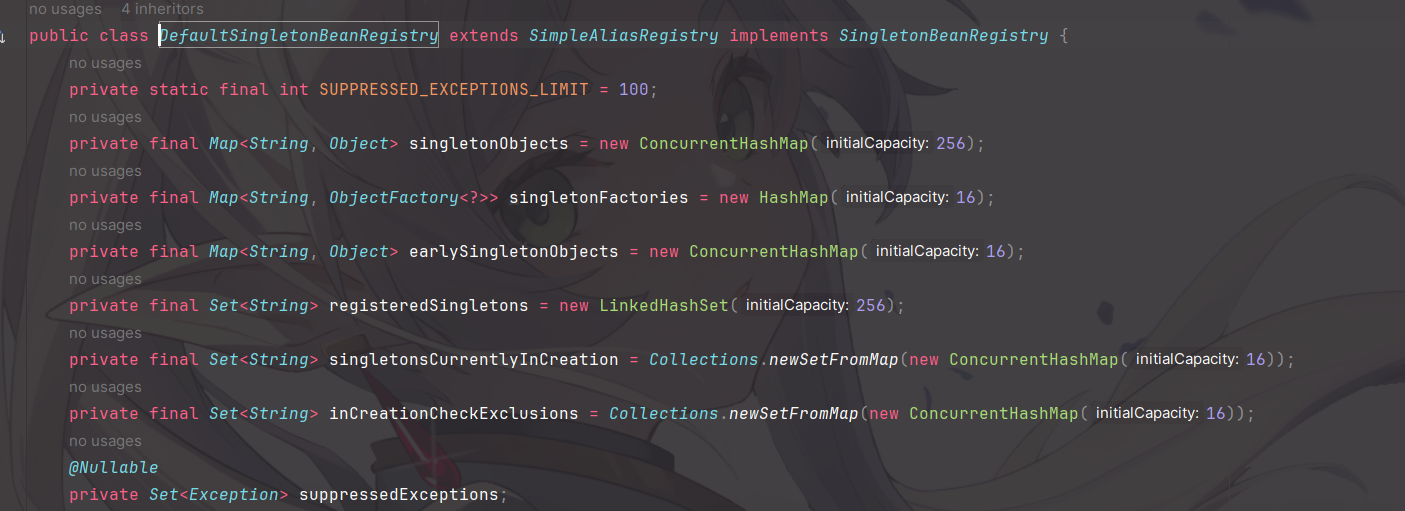 no usages 4 inheritors
public class DefaultSingletonBeanRegistry extends SimpleAliasRegistry implements SingletonBeanRegistry {
no usages
private static final int SUPPRESSED_EXCEPTIONS_LIMIT = 100;
no usages
private final Map<String, Object> singletonObjects = new ConcurrentHashMap( initialCapacity: 256);
no usages
private final Map<String, ObjectFactory<?>> singletonFactories = new HashMap( initialCapacity: 16);
no usages
private final Map<String, Object> earlySingletonObjects = new ConcurrentHashMap( initialCapacity: 16);
no usages
private final Set<String> registeredSingletons = new LinkedHashSet( initialCapacity: 256);
no usages
private final Set<String> singletonsCurrentlyInCreation = Collections.newSetFromMap(new ConcurrentHashMap( initialCapacity: 16));
no usages
private final Set<String> inCreationCheckExclusions = Collections.newSetFromMap(new ConcurrentHashMap( initialCapacity: 16));
no usages
@Nullable
private Set<Exception> suppressedExceptions;